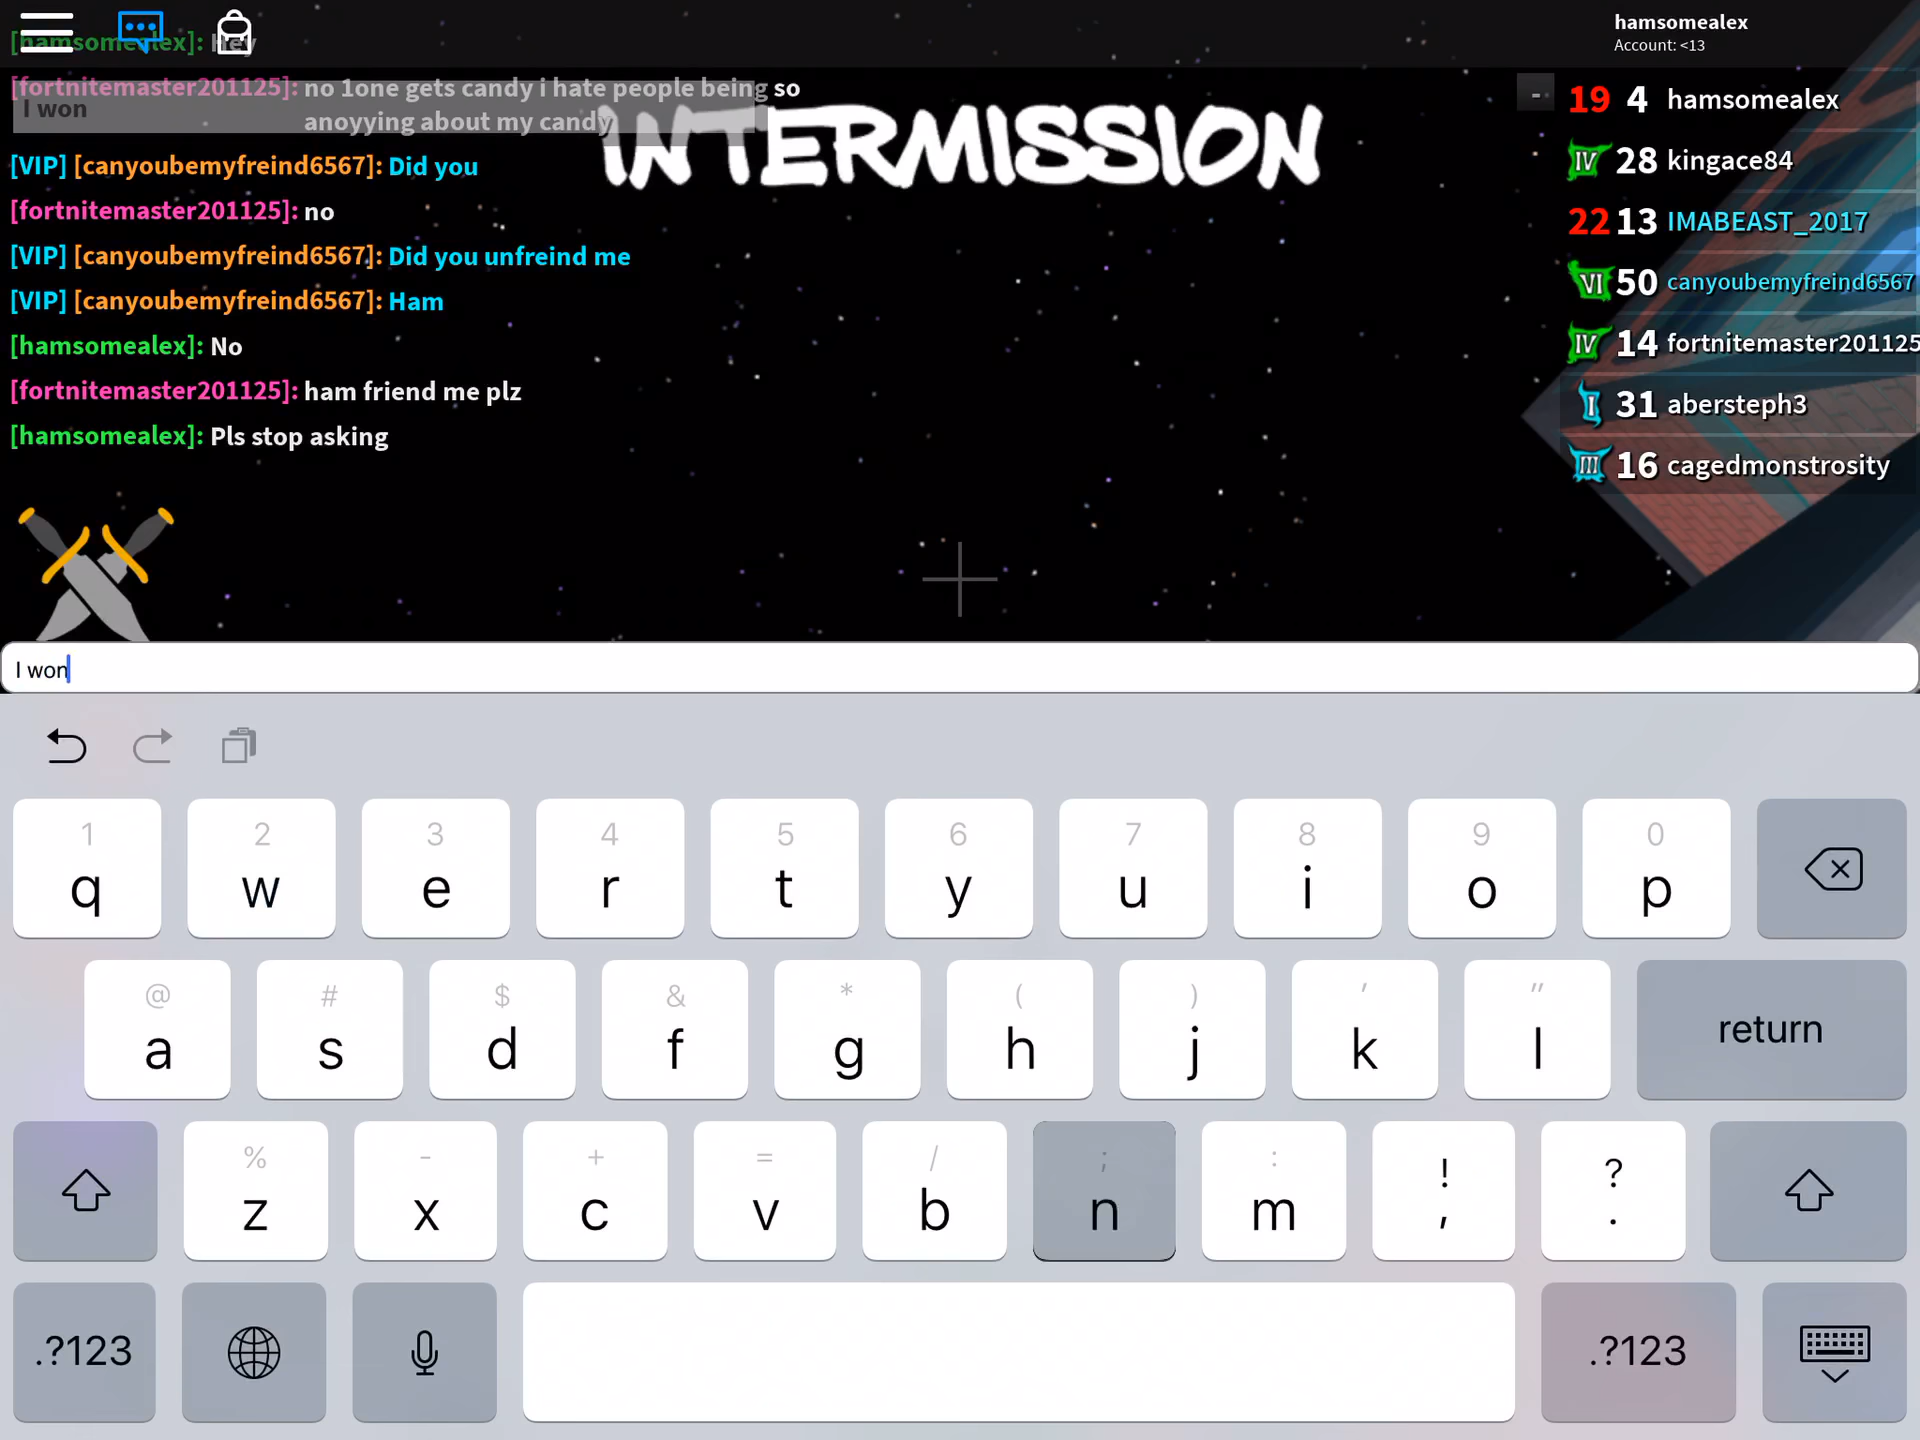 hamsomealex
Account: <13
[hamsomealex]: Hey
[fortnitemaster201125]: no 1one gets candy i hate people being so
anoyying about my candy
I won
INTERMISSION
[VIP] [canyoubemyfreind6567]: Did you
[fortnitemaster201125]: no
[VIP] [canyoubemyfreind6567]: Did you unfreind me
[VIP] [canyoubemyfreind6567]: Ham
[hamsomealex]: No
[fortnitemaster201125]: ham friend me plz
[hamsomealex]: Pls stop asking
- 19 4 hamsomealex
IV 28 kingace84
22 13 IMABEAST_2017
VI 50 canyoubemyfreind6567
IV 14 fortnitemaster201125
I 31 abersteph3
III 16 cagedmonstrosity
I won
1 2 3 4 5 6 7 8 9 0
q w e r t y u i o p
@ # $ & * ( ) ' "
a s d f g h j k l return
% - + = / ; : ! ?
z x c v b n m , .
.?123 .?123